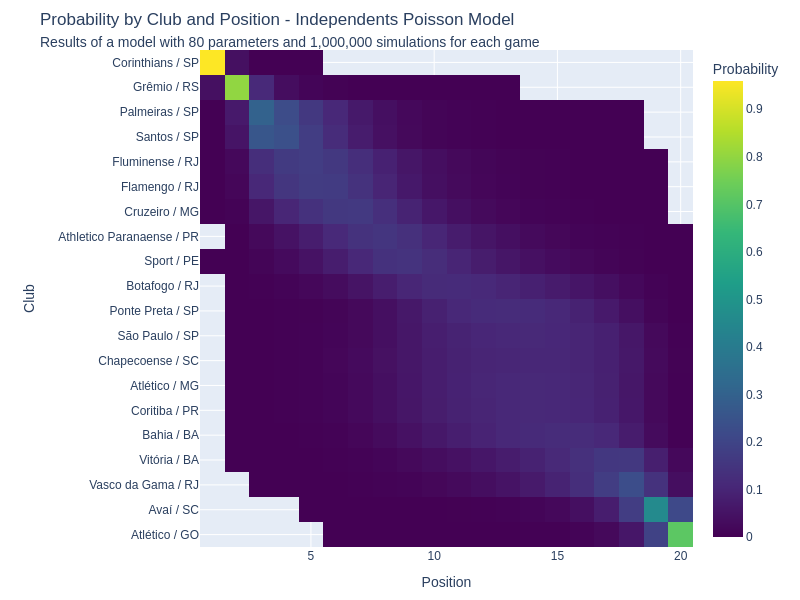 Probability by Club and Position - Independents Poisson Model
Results of a model with 80 parameters and 1,000,000 simulations for each game
Probability
Club
Corinthians / SP
Grêmio / RS
Palmeiras / SP
Santos / SP
Fluminense / RJ
Flamengo / RJ
Cruzeiro / MG
Athletico Paranaense / PR
Sport / PE
Botafogo / RJ
Ponte Preta / SP
São Paulo / SP
Chapecoense / SC
Atlético / MG
Coritiba / PR
Bahia / BA
Vitória / BA
Vasco da Gama / RJ
Avaí / SC
Atlético / GO
0.9
0.8
0.7
0.6
0.5
0.4
0.3
0.2
0.1
0
5 10 15 20
Position